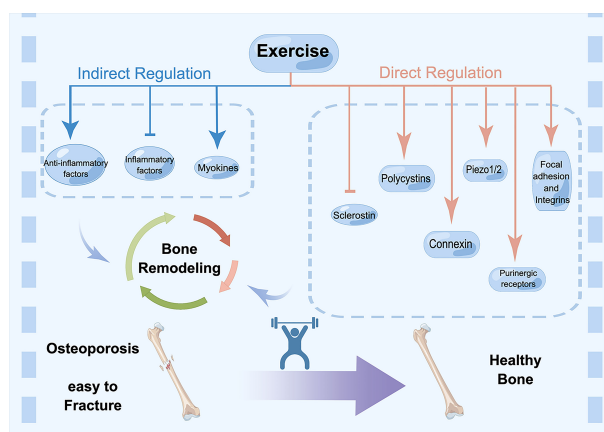 Exercise
Indirect Regulation
Direct Regulation
Anti-inflammatory
factors
Inflammatory
factors
Myokines
Polycystins
Piezo1/2
Focal
adhesion
and
Integrins
Sclerostin
Connexin
Purinergic
receptors
Bone
Remodeling
Osteoporosis
easy to
Fracture
Healthy
Bone